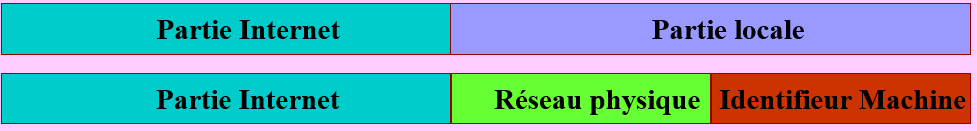 Partie Internet Partie locale
Partie Internet Réseau physique Identifieur Machine